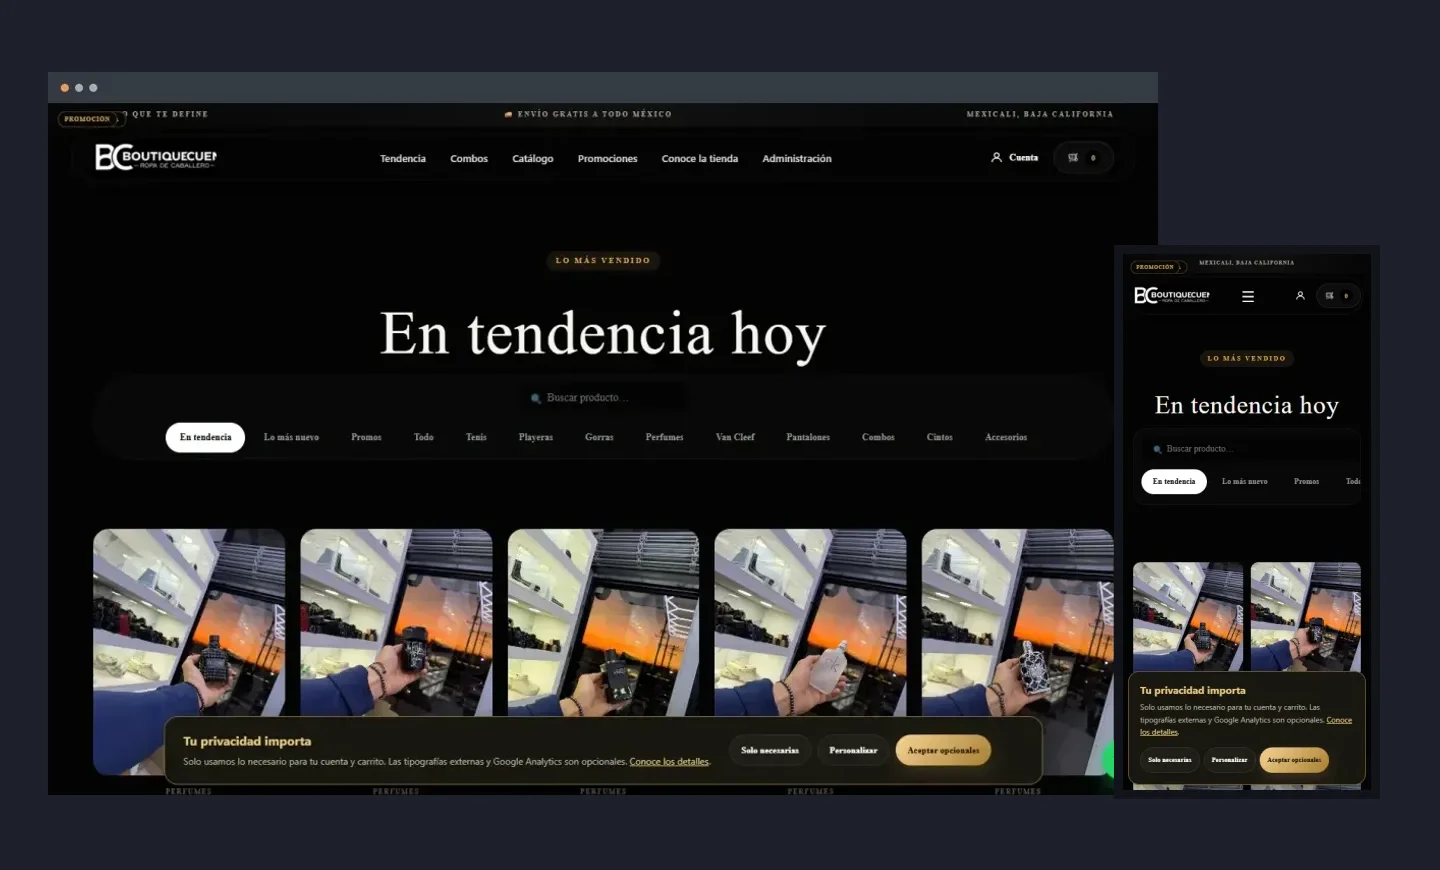 PROMOCIÓN
O QUE TE DEFINE
ENVÍO GRATIS A TODO MÉXICO
MEXICALI, BAJA CALIFORNIA
BC BOUTIQUECUER
ROPA DE CABALLERO
Tendencia
Combos
Catálogo
Promociones
Conoce la tienda
Administración
Cuenta
0
LO MÁS VENDIDO
En tendencia hoy
Buscar producto...
En tendencia
Lo más nuevo
Promos
Todo
Tenis
Playeras
Gorras
Perfumes
Van Cleef
Pantalones
Combos
Cintos
Accesorios
Tu privacidad importa
Solo usamos lo necesario para tu cuenta y carrito. Las tipografías externas y Google Analytics son opcionales. Conoce los detalles.
Solo necesarias
Personalizar
Aceptar opcionales
PERFUMES
PERFUMES
PERFUMES
PERFUMES
PERFUMES
PROMOCIÓN
MEXICALI, BAJA CALIFORNIA
BC BOUTIQUECUER
ROPA DE CABALLERO
0
LO MÁS VENDIDO
En tendencia hoy
Buscar producto...
En tendencia
Lo más nuevo
Promos
Todo
Tu privacidad importa
Solo usamos lo necesario para tu cuenta y carrito. Las
tipografías externas y Google Analytics son opcionales. Conoce
los detalles.
Solo necesarias
Personalizar
Aceptar opcionales